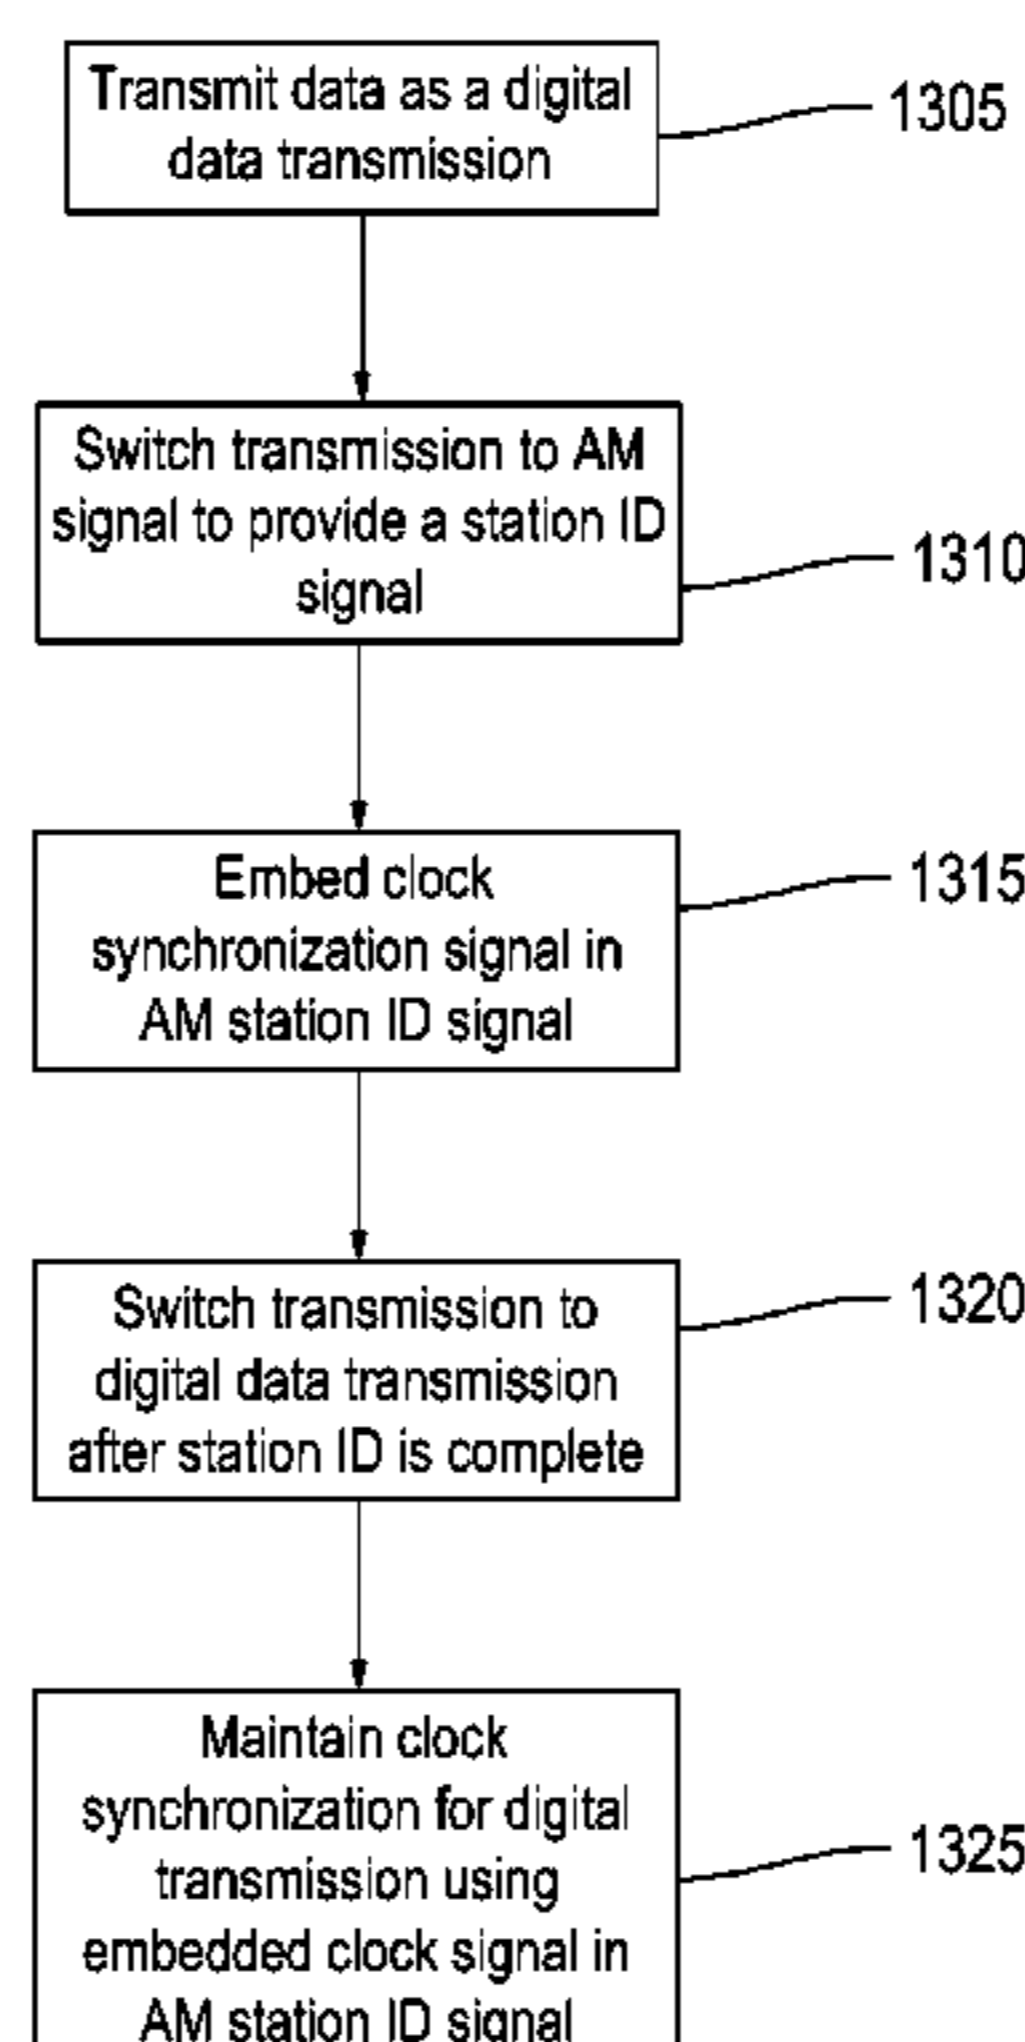 Transmit data as a digital
data transmission
1305
Switch transmission to AM
signal to provide a station ID
signal
1310
Embed clock
synchronization signal in
AM station ID signal
1315
Switch transmission to
digital data transmission
after station ID is complete
1320
Maintain clock
synchronization for digital
transmission using
embedded clock signal in
AM station ID signal
1325